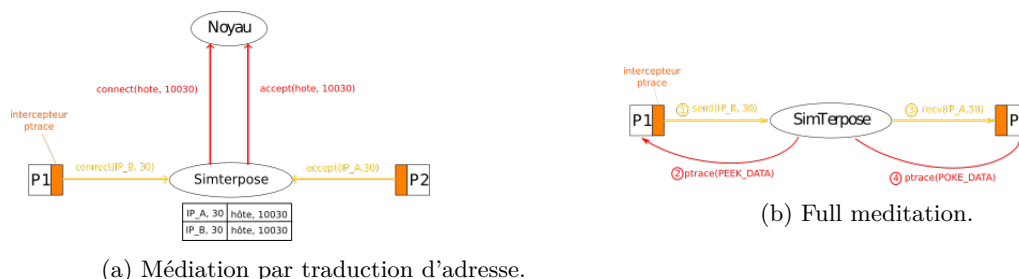 Noyau
connect(hote, 10030)
accept(hote, 10030)
intercepteur
ptrace
P1
connect(IP_B, 30)
Simterpose
accept(IP_A,30)
P2
IP_A, 30 hôte, 10030
IP_B, 30 hôte, 10030
(a) Médiation par traduction d'adresse.
intercepteur
ptrace
P1
1 send(IP_B, 30)
SimTerpose
3 recv(IP_A,30)
P
2 ptrace(PEEK_DATA)
4 ptrace(POKE_DATA)
(b) Full meditation.